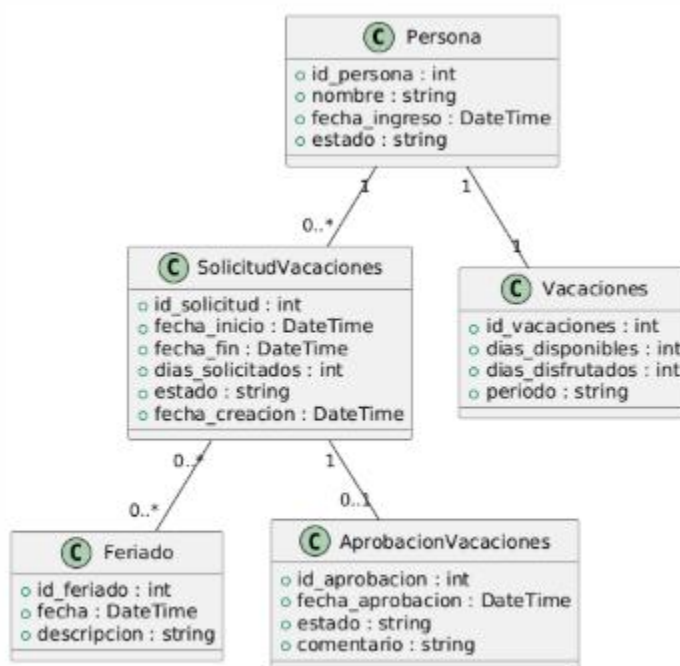 C Persona
id_persona : int
nombre : string
fecha_ingreso : DateTime
estado : string
1
1
0..*
1
C SolicitudVacaciones
id_solicitud : int
fecha_inicio : DateTime
fecha_fin : DateTime
dias_solicitados : int
estado : string
fecha_creacion : DateTime
C Vacaciones
id_vacaciones : int
dias_disponibles : int
dias_disfrutados : int
periodo : string
0..*
1
0..*
0..1
C Feriado
id_feriado : int
fecha : DateTime
descripcion : string
C AprobacionVacaciones
id_aprobacion : int
fecha_aprobacion : DateTime
estado : string
comentario : string